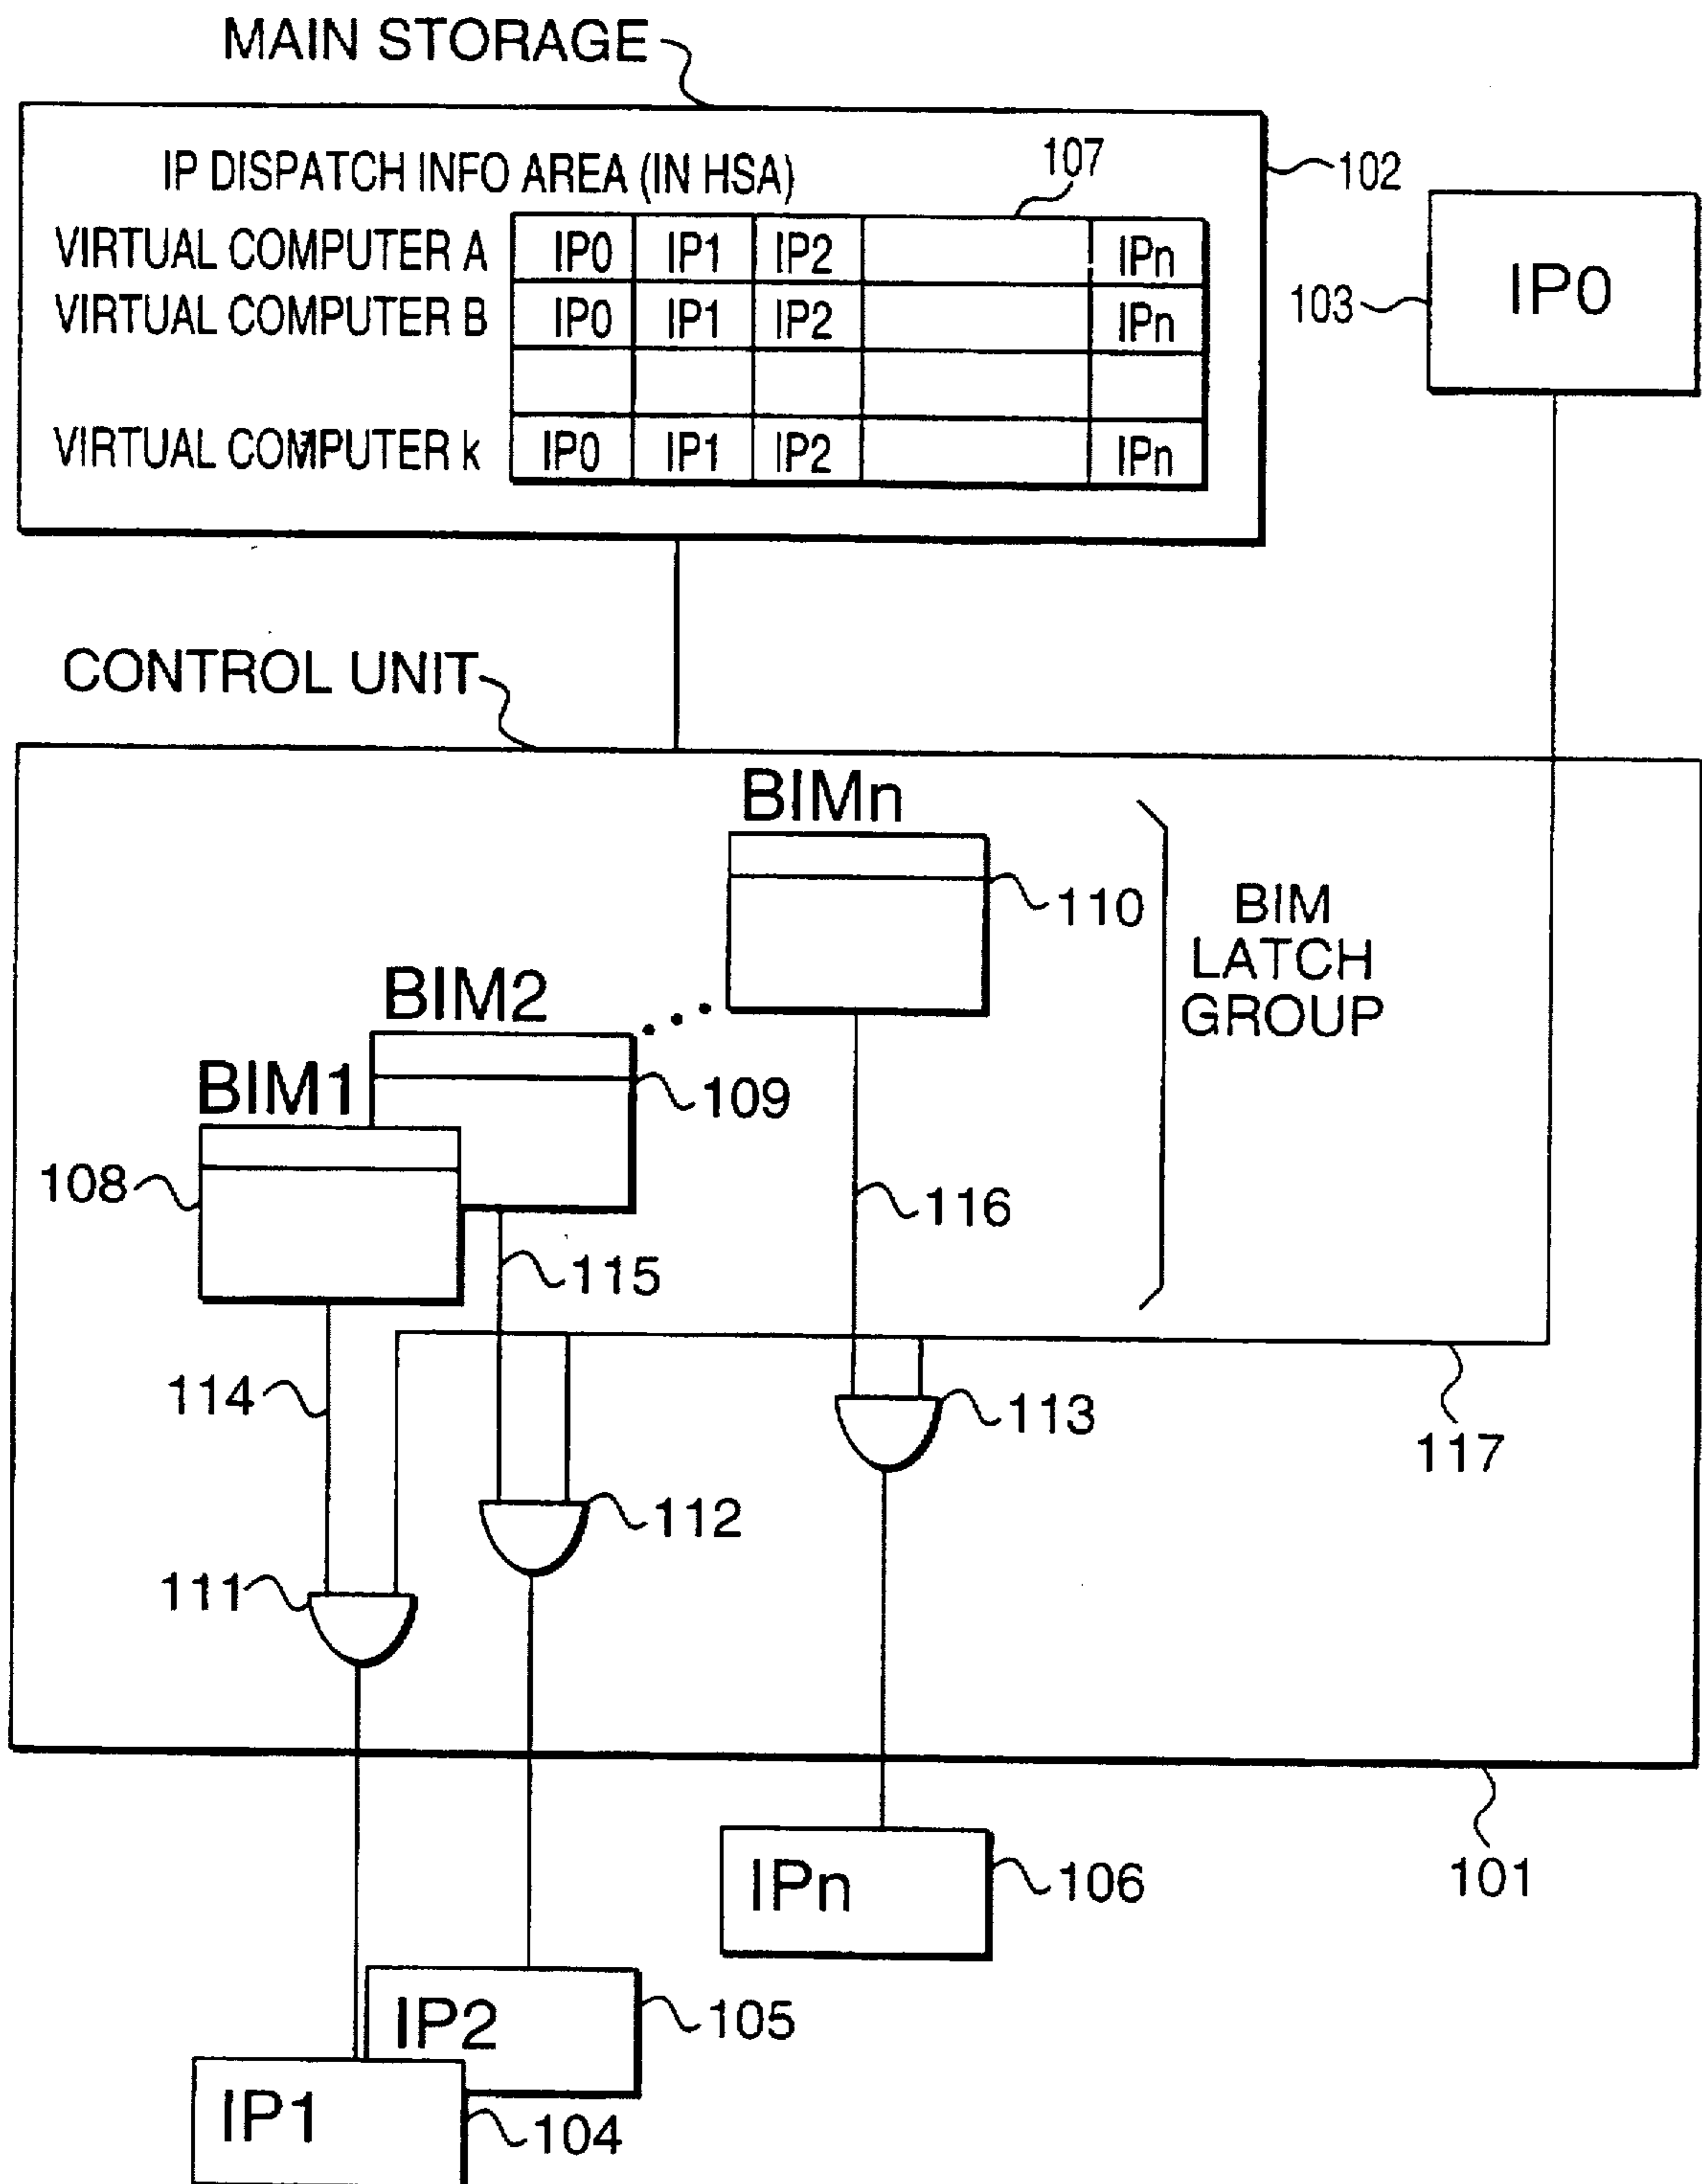 MAIN STORAGE
IP DISPATCH INFO AREA (IN HSA)
107
102
VIRTUAL COMPUTER A IP0 IP1 IP2 IPn
VIRTUAL COMPUTER B IP0 IP1 IP2 IPn
VIRTUAL COMPUTER k IP0 IP1 IP2 IPn
103
IP0
CONTROL UNIT
BIMn
110
BIM
LATCH
GROUP
BIM2
109
BIM1
108
116
115
114
113
117
112
111
101
IPn
106
IP2
105
IP1
104